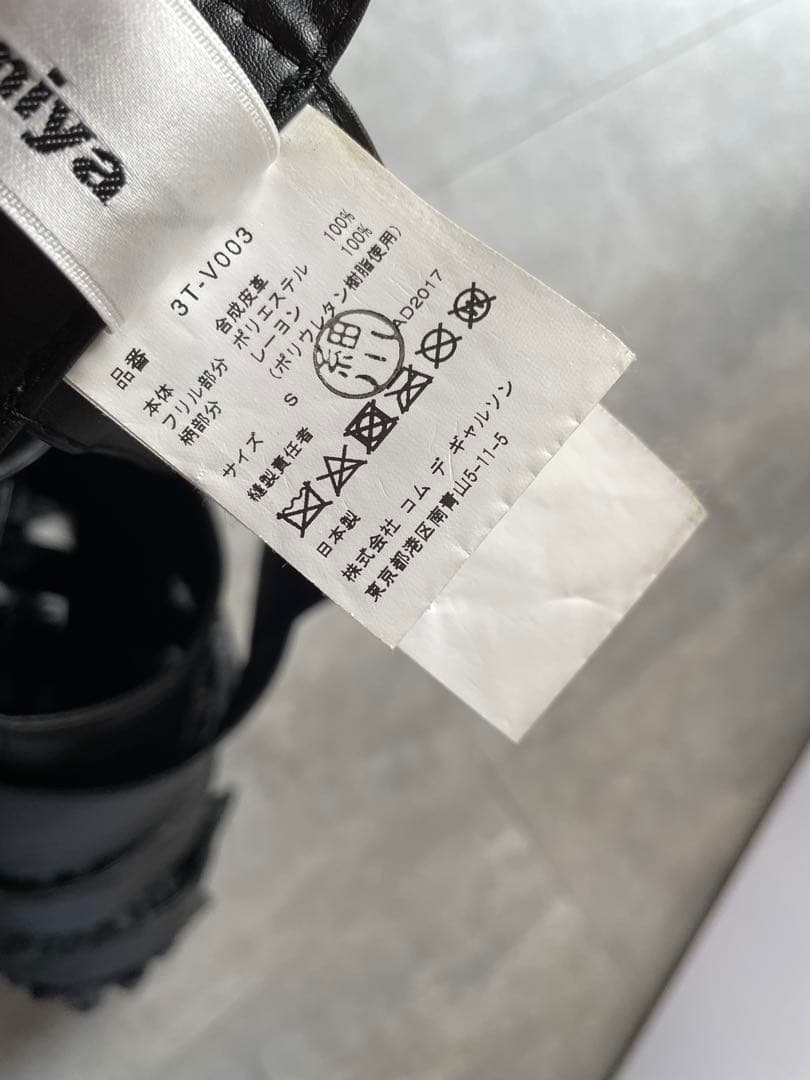 品番 3T-V003
本体 合成皮革 100%
フリル部分 ポリエステル 100%
柄部分 レーヨン
(ポリウレタン樹脂使用)
サイズ S AD2017
縫製責任者 細川
日本製
株式会社 コム デ ギャルソン
東京都港区南青山5-11-5